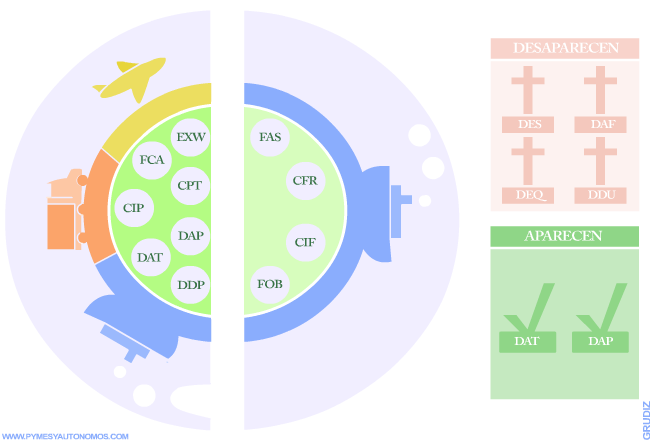 EXW
FCA
CPT
CIP
DAP
DAT
DDP
FAS
CFR
CIF
FOB
DESAPARECEN
DES DAF
DEQ DDU
APARECEN
DAT DAP
WWW.PYMESYAUTONOMOS.COM
GRUDIZ